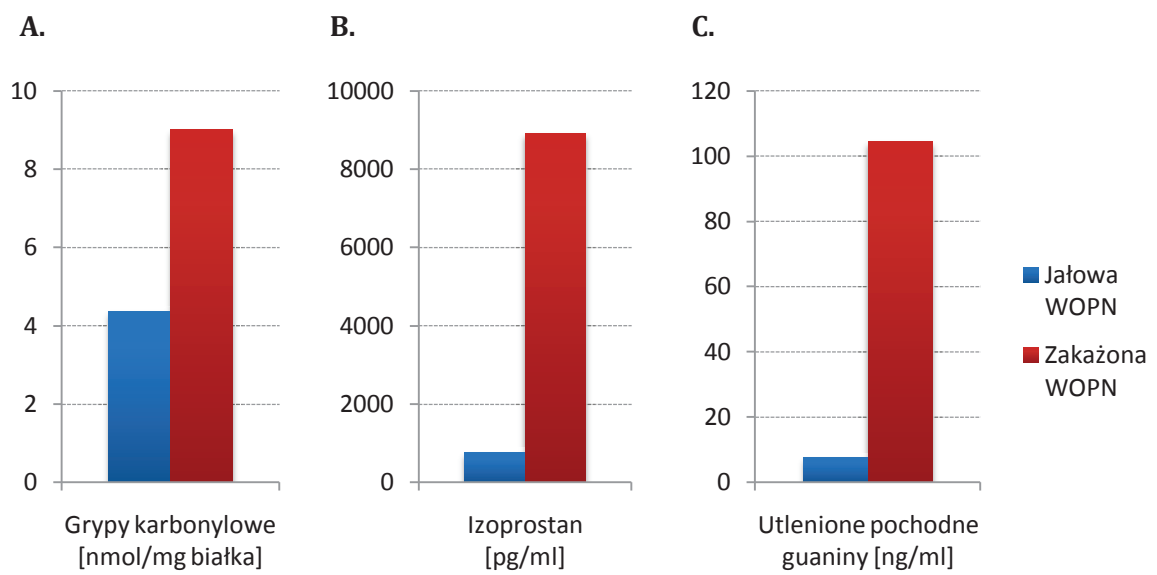 A.
10
8
6
4
2
0
Grypy karbonylowe
[nmol/mg białka]
B.
10000
8000
6000
4000
2000
0
Izoprostan
[pg/ml]
C.
120
100
80
60
40
20
0
Utlenione pochodne
guaniny [ng/ml]
Jałowa
WOPN
Zakażona
WOPN